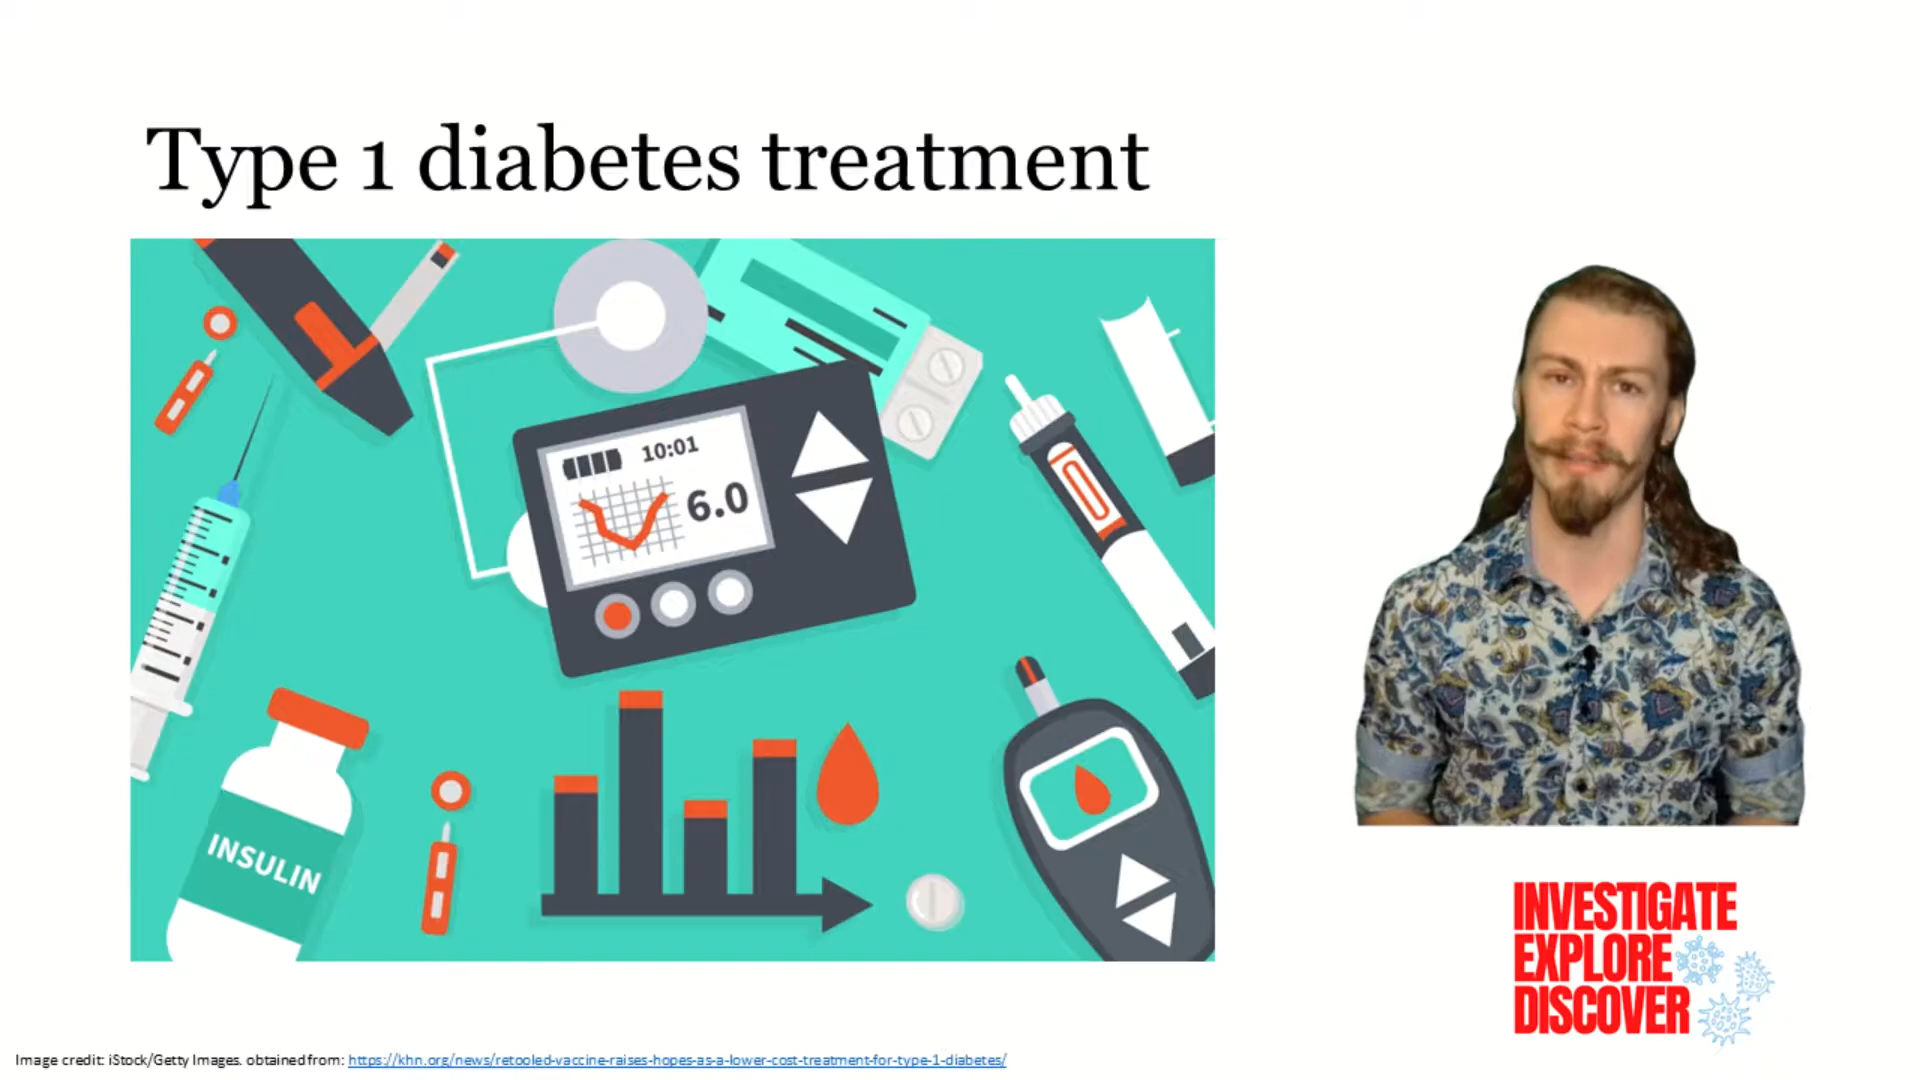 Type 1 diabetes treatment
10:01
6.0
INSULIN
INVESTIGATE
EXPLORE
DISCOVER
Image credit: iStock/Getty Images. obtained from: https://khn.org/news/retooled-vaccine-raises-hopes-as-a-lower-cost-treatment-for-type-1-diabetes/